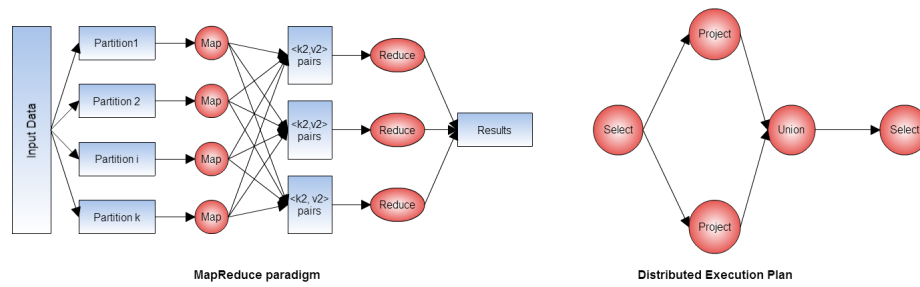 Input Data
Partition1
Partition 2
Partition i
Partition k
Map
Map
Map
Map
<k2,v2>
pairs
<k2,v2>
pairs
<k2, v2>
pairs
Reduce
Reduce
Reduce
Results
MapReduce paradigm
Select
Project
Project
Union
Select
Distributed Execution Plan